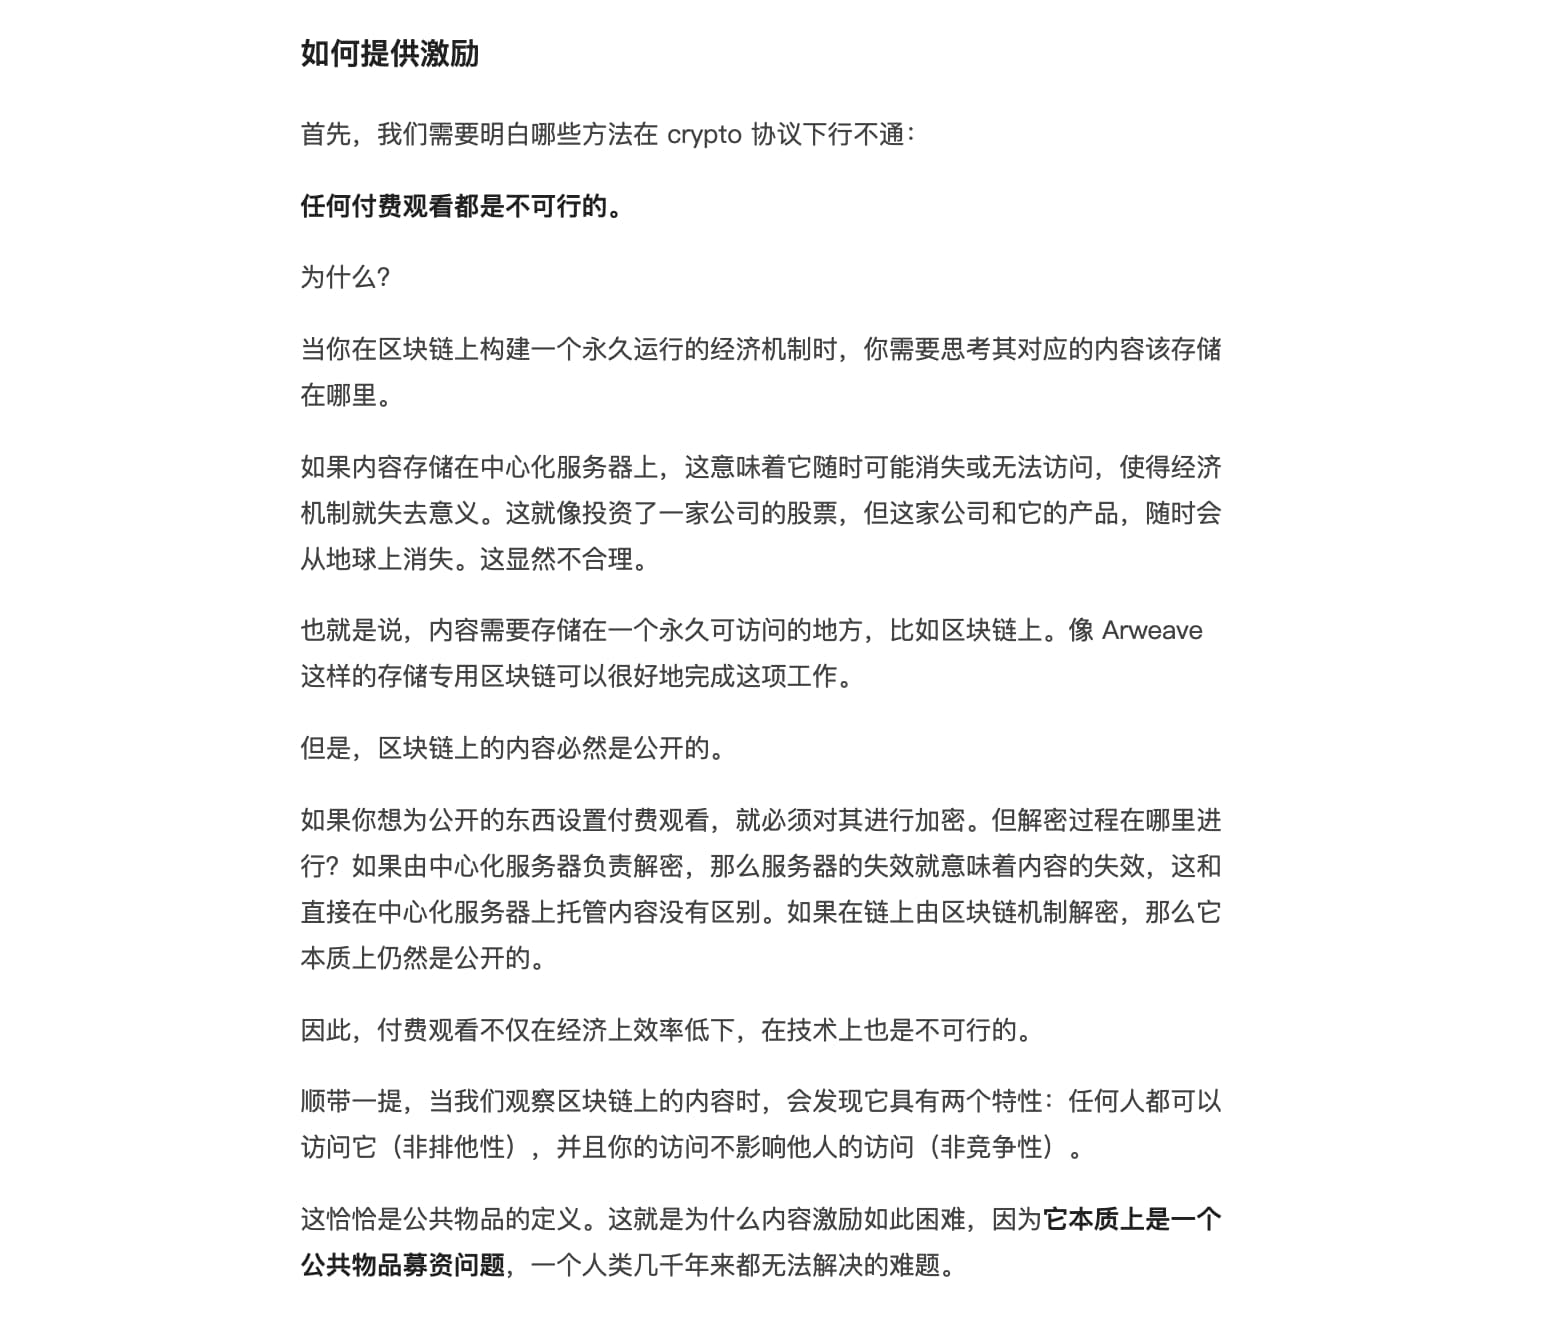 如何提供激励
首先，我们需要明白哪些方法在 crypto 协议下行不通：
任何付费观看都是不可行的。
为什么？
当你在区块链上构建一个永久运行的经济机制时，你需要思考其对应的内容该存储
在哪里。
如果内容存储在中心化服务器上，这意味着它随时可能消失或无法访问，使得经济
机制就失去意义。这就像投资了一家公司的股票，但这家公司和它的产品，随时会
从地球上消失。这显然不合理。
也就是说，内容需要存储在一个永久可访问的地方，比如区块链上。像 Arweave
这样的存储专用区块链可以很好地完成这项工作。
但是，区块链上的内容必然是公开的。
如果你想为公开的东西设置付费观看，就必须对其进行加密。但解密过程在哪里进
行？如果由中心化服务器负责解密，那么服务器的失效就意味着内容的失效，这和
直接在中心化服务器上托管内容没有区别。如果在链上由区块链机制解密，那么它
本质上仍然是公开的。
因此，付费观看不仅在经济上效率低下，在技术上也是不可行的。
顺带一提，当我们观察区块链上的内容时，会发现它具有两个特性：任何人都可以
访问它（非排他性），并且你的访问不影响他人的访问（非竞争性）。
这恰恰是公共物品的定义。这就是为什么内容激励如此困难，因为它本质上是一个
公共物品募资问题，一个人类几千年来都无法解决的难题。